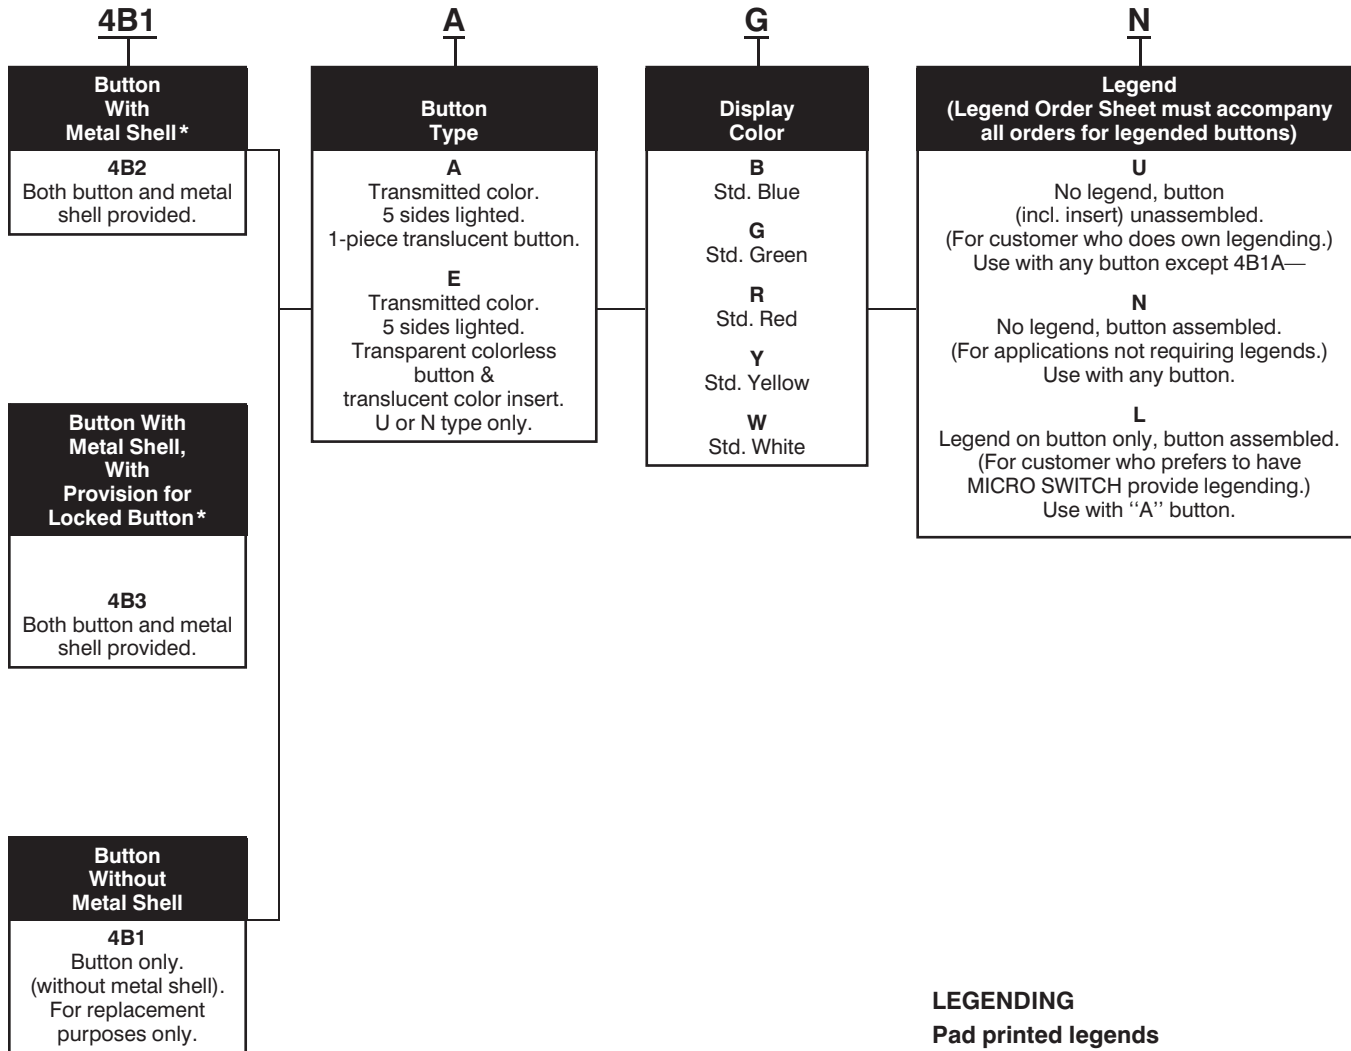 4B1
A
G
N
Button
With
Metal Shell*
4B2
Both button and metal
shell provided.
Button With
Metal Shell,
With
Provision for
Locked Button*
4B3
Both button and metal
shell provided.
Button
Without
Metal Shell
4B1
Button only.
(without metal shell).
For replacement
purposes only.
Button
Type
A
Transmitted color.
5 sides lighted.
1-piece translucent button.
E
Transmitted color.
5 sides lighted.
Transparent colorless
button &
translucent color insert.
U or N type only.
Display
Color
B
Std. Blue
G
Std. Green
R
Std. Red
Y
Std. Yellow
W
Std. White
Legend
(Legend Order Sheet must accompany
all orders for legended buttons)
U
No legend, button
(incl. insert) unassembled.
(For customer who does own legending.)
Use with any button except 4B1A—
N
No legend, button assembled.
(For applications not requiring legends.)
Use with any button.
L
Legend on button only, button assembled.
(For customer who prefers to have
MICRO SWITCH provide legending.)
Use with ‘‘A’’ button.
LEGENDING
Pad printed legends